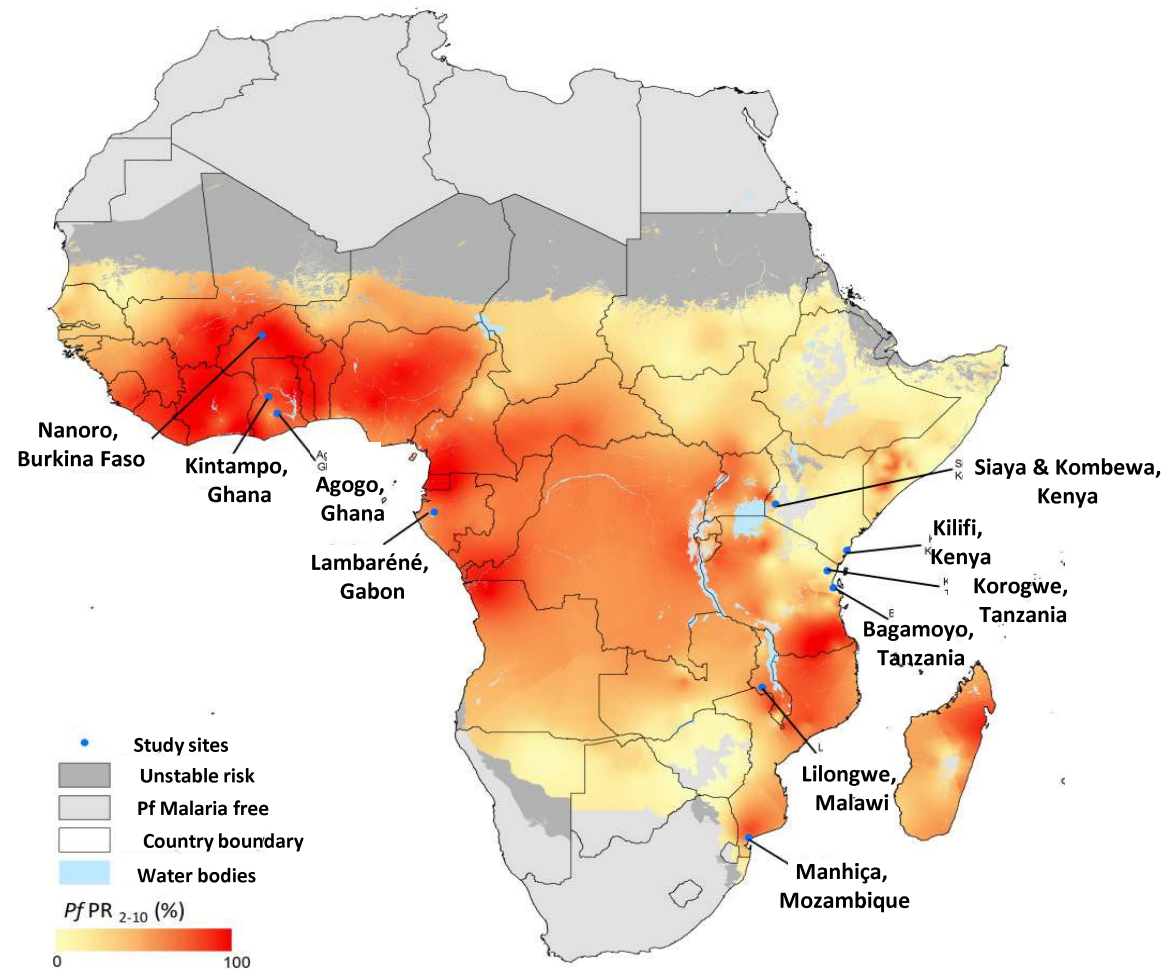 Nanoro,
Burkina Faso
Kintampo,
Ghana
Agogo,
Ghana
Lambaréné,
Gabon
Siaya & Kombewa,
Kenya
Kilifi,
Kenya
Korogwe,
Tanzania
Bagamoyo,
Tanzania
Lilongwe,
Malawi
Manhiça,
Mozambique
Study sites
Unstable risk
Pf Malaria free
Country boundary
Water bodies
Pf PR 2-10 (%)
0 100